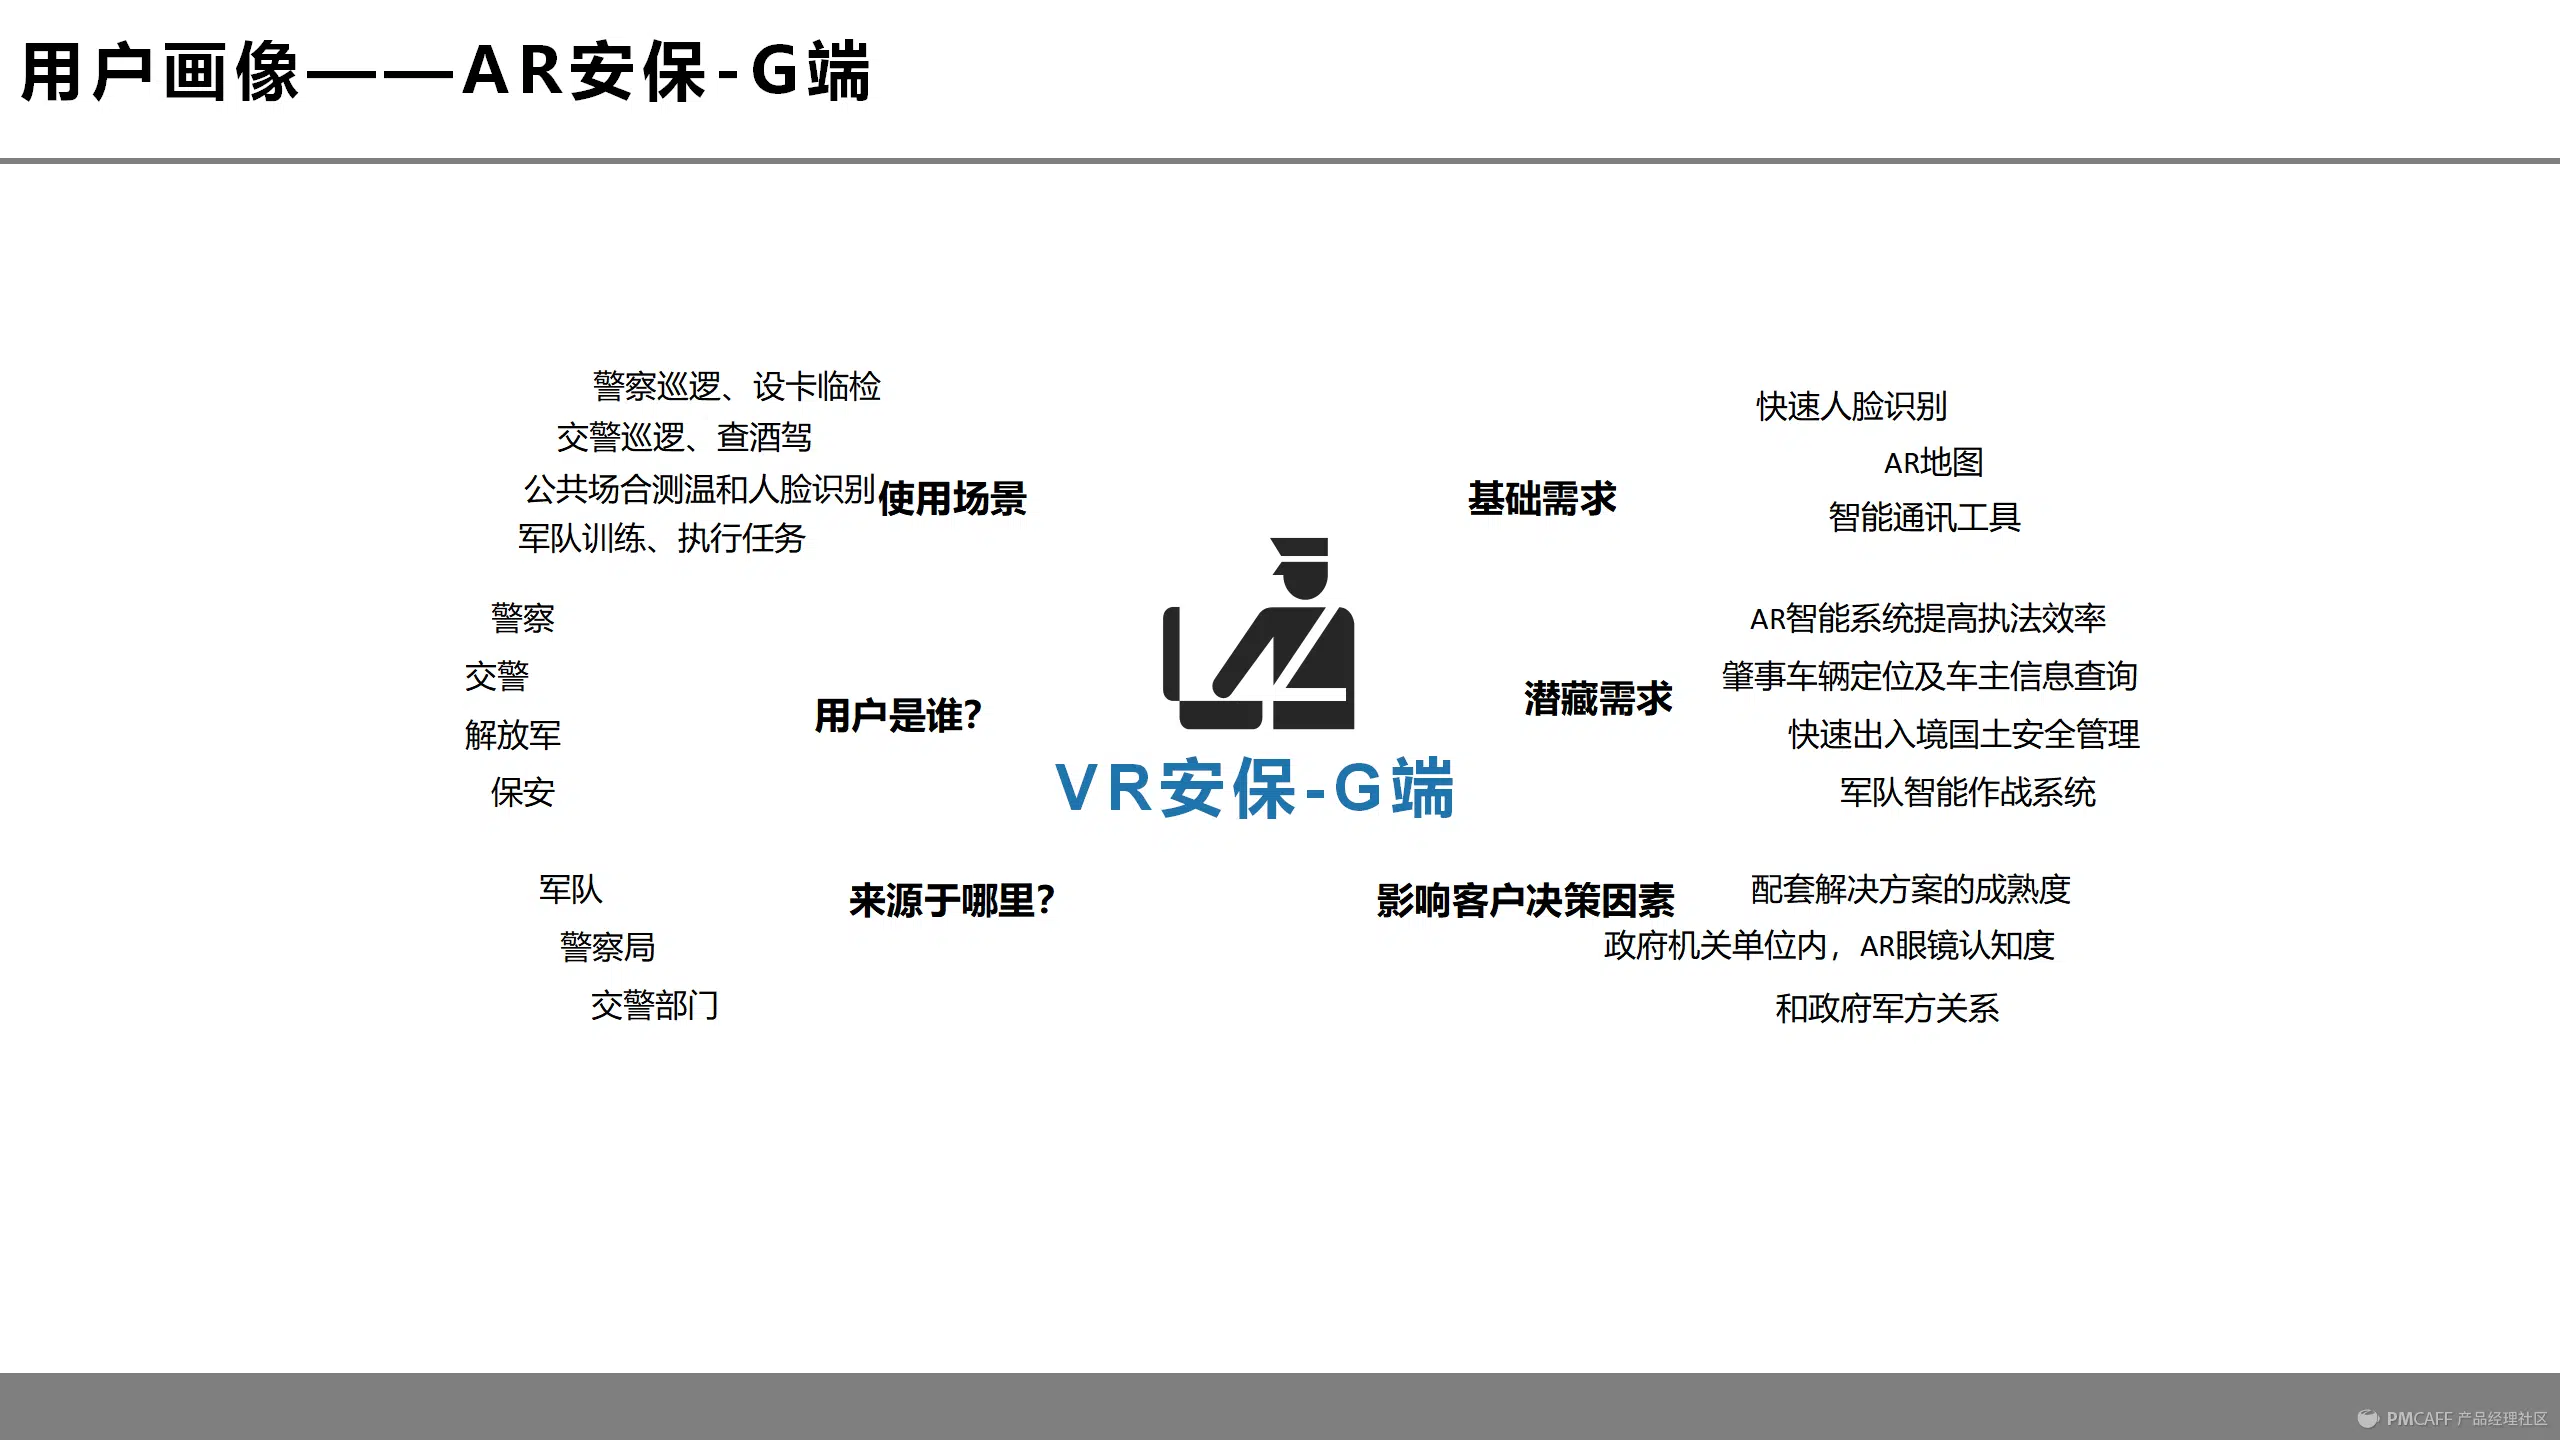 用户画像——AR安保-G端
警察巡逻、设卡临检
交警巡逻、查酒驾
公共场合测温和人脸识别
军队训练、执行任务
使用场景
警察
交警
解放军
保安
用户是谁？
军队
警察局
交警部门
来源于哪里？
VR安保-G端
基础需求
快速人脸识别
AR地图
智能通讯工具
潜藏需求
AR智能系统提高执法效率
肇事车辆定位及车主信息查询
快速出入境国土安全管理
军队智能作战系统
影响客户决策因素
配套解决方案的成熟度
政府机关单位内，AR眼镜认知度
和政府军方关系
PMCAFF 产品经理社区